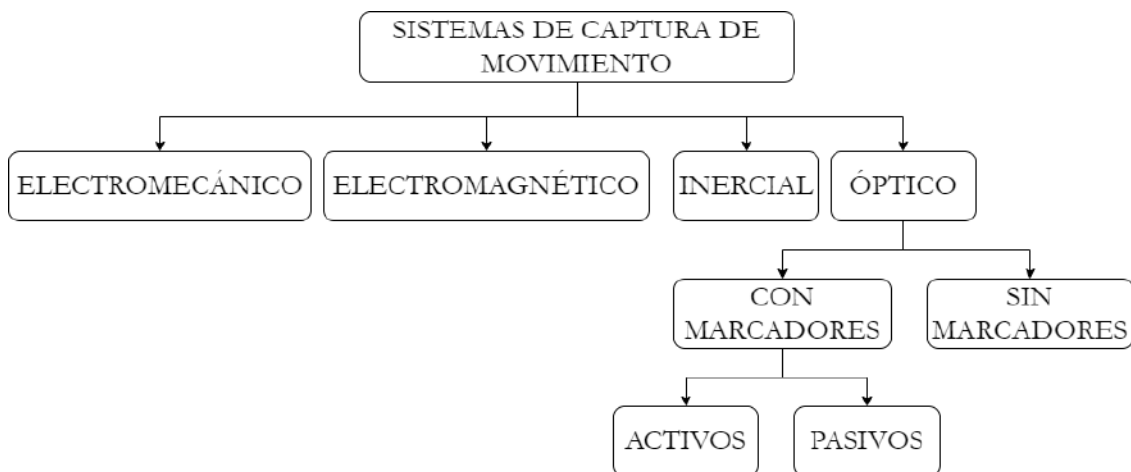 SISTEMAS DE CAPTURA DE
MOVIMIENTO
ELECTROMECÁNICO
ELECTROMAGNÉTICO
INERCIAL
ÓPTICO
CON
MARCADORES
SIN
MARCADORES
ACTIVOS
PASIVOS